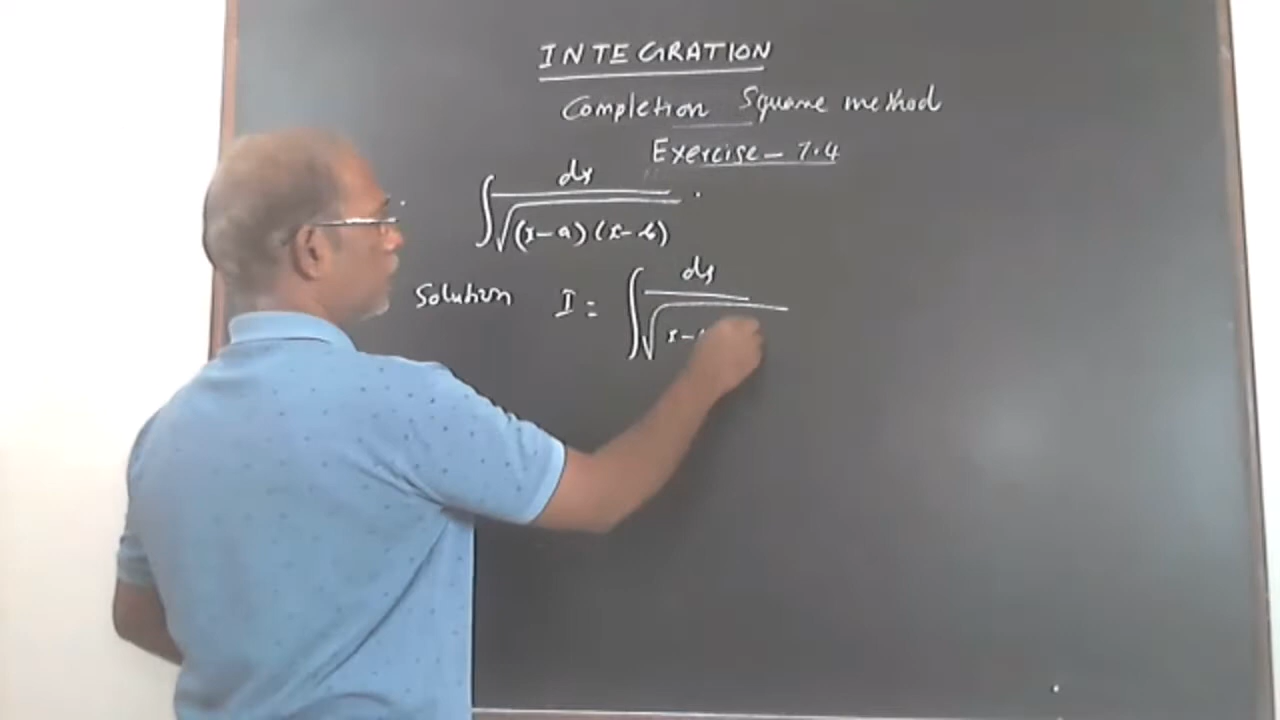 INTEGRATION
Completion Square method
Exercise - 7.4
∫ dx / √(x-a)(x-b) .
Solution I = ∫ dx / √ x-